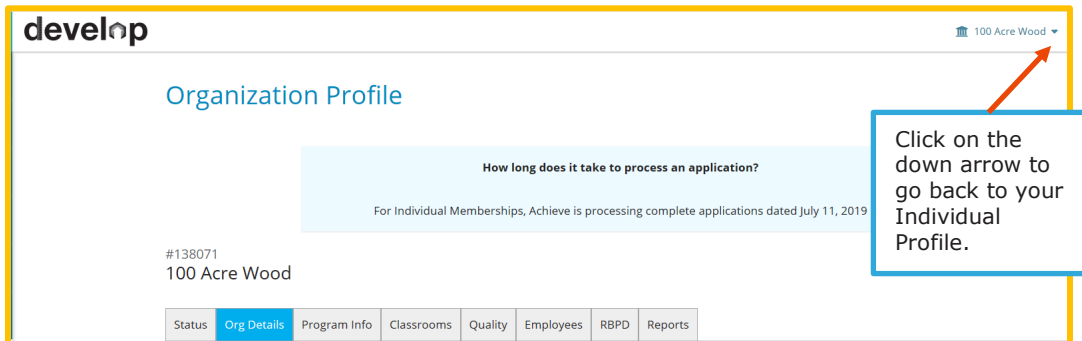 develop
100 Acre Wood
Organization Profile
How long does it take to process an application?
For Individual Memberships, Achieve is processing complete applications dated July 11, 2019
Click on the
down arrow to
go back to your
Individual
Profile.
#138071
100 Acre Wood
Status Org Details Program Info Classrooms Quality Employees RBPD Reports